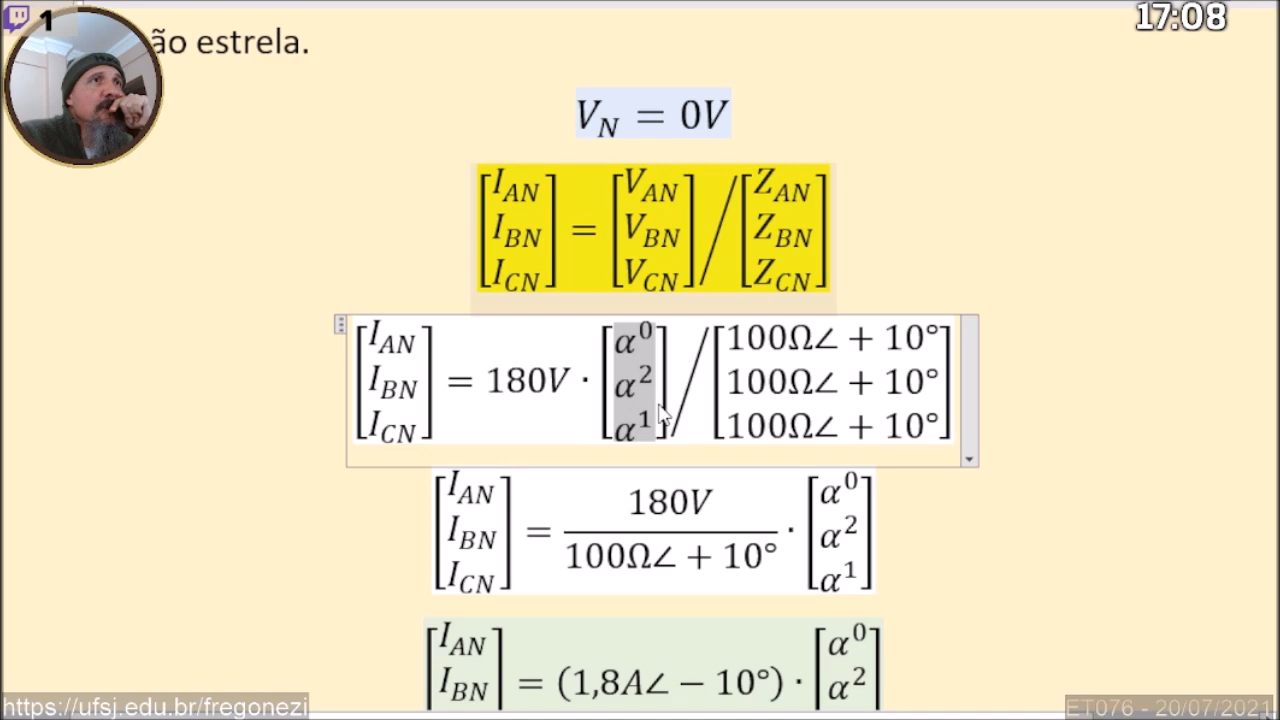 1
17:08
ão estrela.
V_N = 0V
[I_AN I_BN I_CN] = [V_AN V_BN V_CN] / [Z_AN Z_BN Z_CN]
[I_AN I_BN I_CN] = 180V · [α^0 α^2 α^1] / [100Ω∠ + 10° 100Ω∠ + 10° 100Ω∠ + 10°]
[I_AN I_BN I_CN] = 180V / 100Ω∠ + 10° · [α^0 α^2 α^1]
[I_AN I_BN = (1,8A∠ − 10°) · [α^0 α^2
https://ufsj.edu.br/fregonezi
ET076 - 20/07/2021